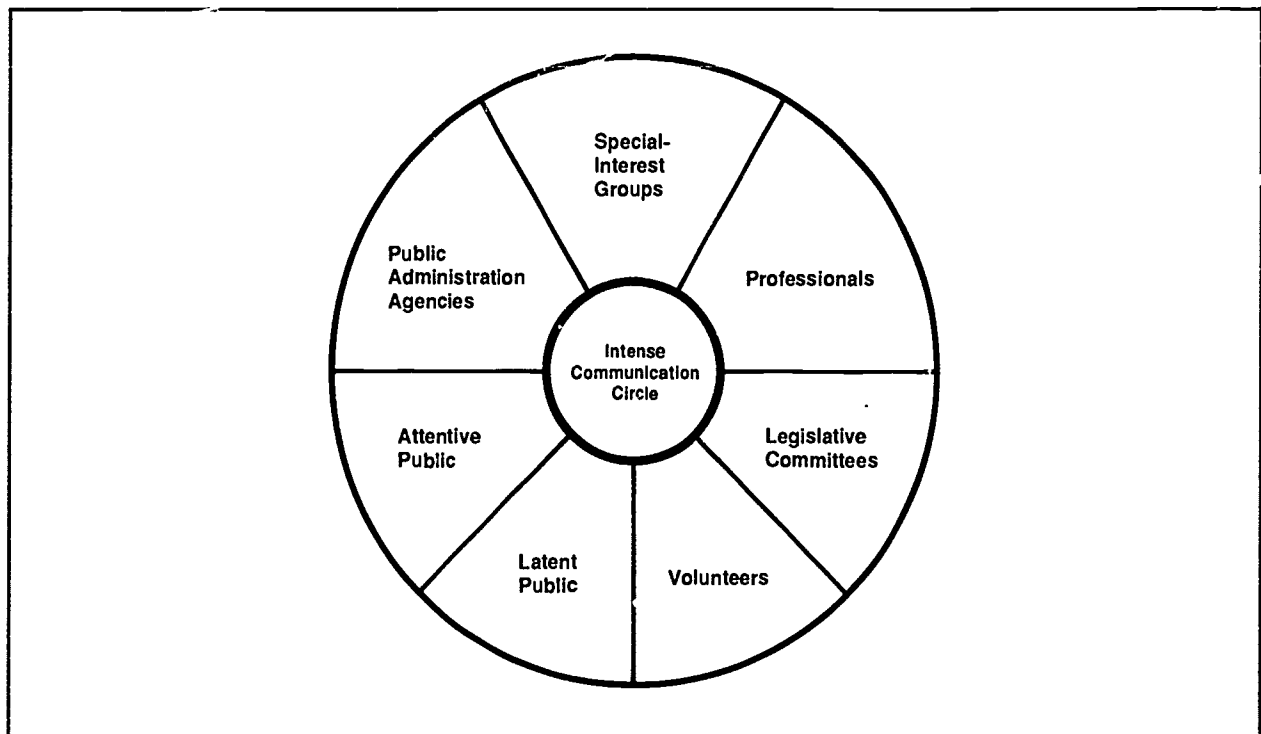 Special-
Interest
Groups
Public
Administration
Agencies
Professionals
Intense
Communication
Circle
Attentive
Public
Legislative
Committees
Latent
Public
Volunteers